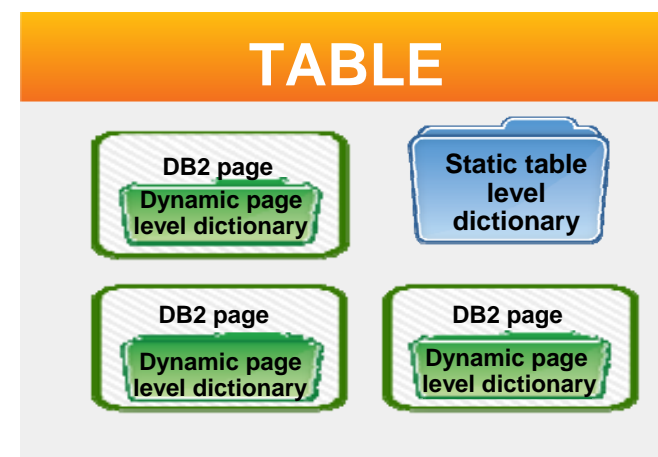 TABLE
DB2 page
Dynamic page
level dictionary
Static table
level
dictionary
DB2 page
Dynamic page
level dictionary
DB2 page
Dynamic page
level dictionary